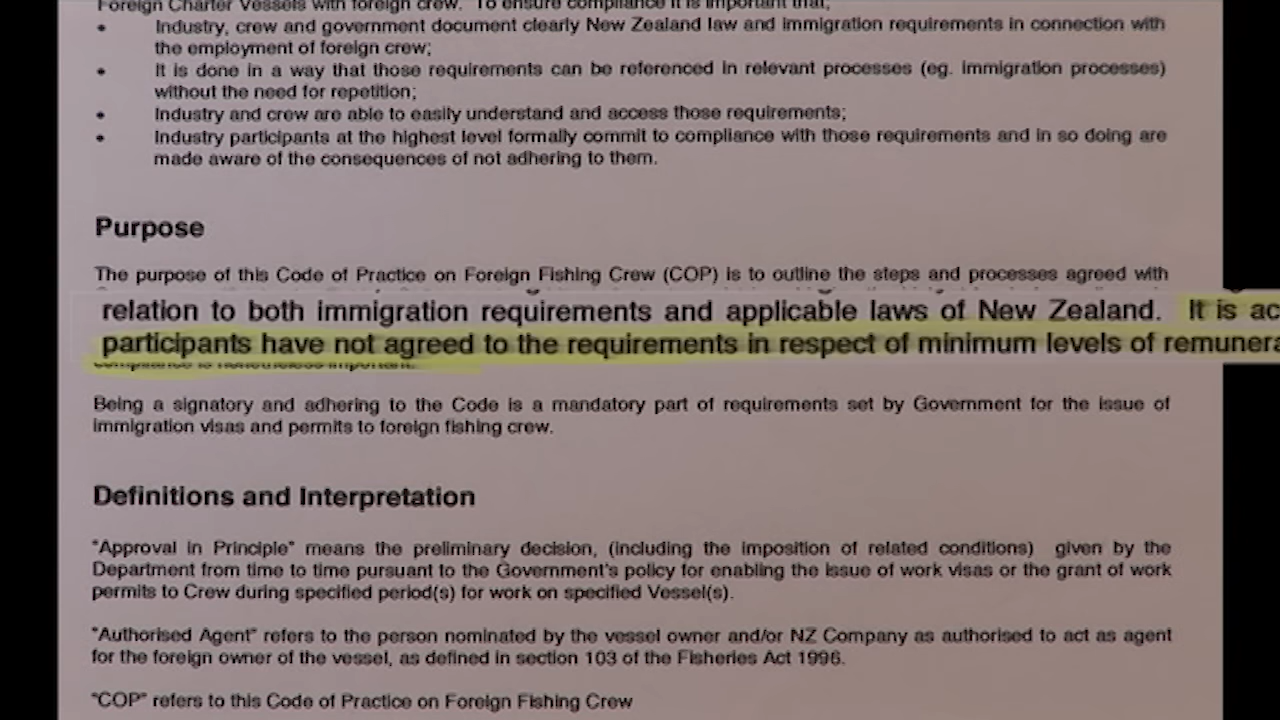 Foreign Charter Vessels with foreign crew. To ensure compliance it is important that;
• Industry, crew and government document clearly New Zealand law and immigration requirements in connection with
the employment of foreign crew;
• It is done in a way that those requirements can be referenced in relevant processes (eg. immigration processes)
without the need for repetition;
• Industry and crew are able to easily understand and access those requirements;
• Industry participants at the highest level formally commit to compliance with those requirements and in so doing are
made aware of the consequences of not adhering to them.
Purpose
The purpose of this Code of Practice on Foreign Fishing Crew (COP) is to outline the steps and processes agreed with
relation to both immigration requirements and applicable laws of New Zealand. It is ac
participants have not agreed to the requirements in respect of minimum levels of remunera
compliance is nonetheless important.
Being a signatory and adhering to the Code is a mandatory part of requirements set by Government for the issue of
immigration visas and permits to foreign fishing crew.
Definitions and Interpretation
"Approval in Principle" means the preliminary decision, (including the imposition of related conditions) given by the
Department from time to time pursuant to the Government's policy for enabling the issue of work visas or the grant of work
permits to Crew during specified period(s) for work on specified Vessel(s).
"Authorised Agent" refers to the person nominated by the vessel owner and/or NZ Company as authorised to act as agent
for the foreign owner of the vessel, as defined in section 103 of the Fisheries Act 1996.
"COP" refers to this Code of Practice on Foreign Fishing Crew